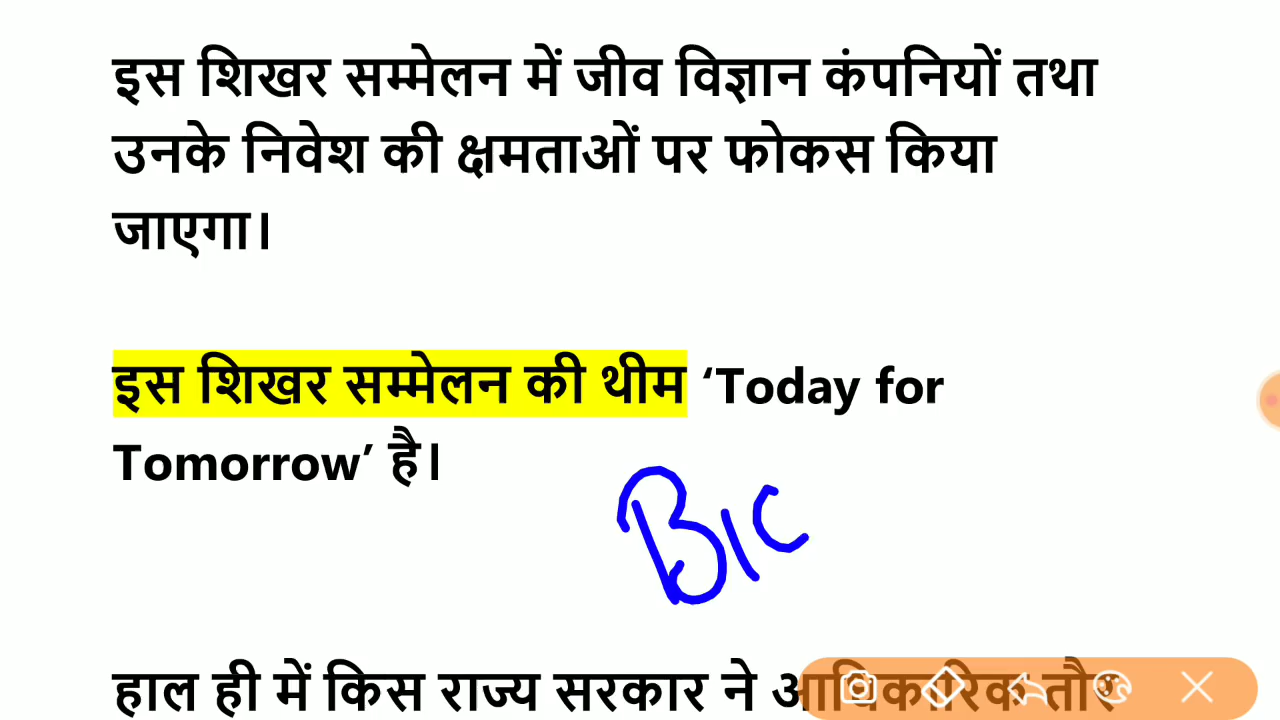 इस शिखर सम्मेलन में जीव विज्ञान कंपनियों तथा
उनके निवेश की क्षमताओं पर फोकस किया
जाएगा।
इस शिखर सम्मेलन की थीम ‘Today for
Tomorrow’ है।
BIC
हाल ही में किस राज्य सरकार ने आधिकारिक तौर